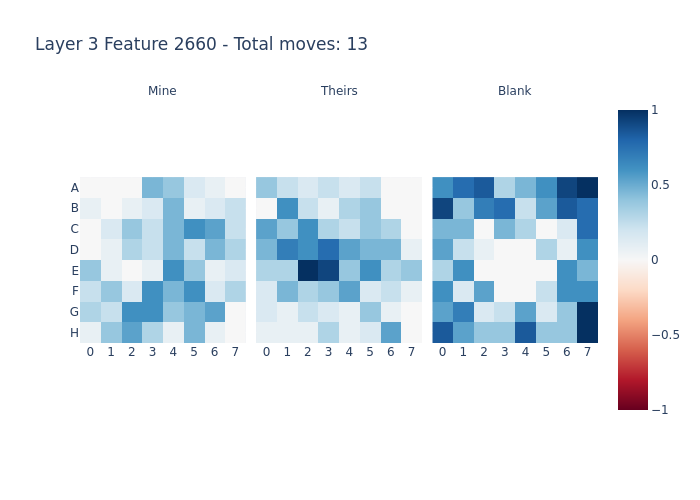 Layer 3 Feature 2660 - Total moves: 13
Mine Theirs Blank
A
B
C
D
E
F
G
H
0 1 2 3 4 5 6 7 0 1 2 3 4 5 6 7 0 1 2 3 4 5 6 7
1
0.5
0
−0.5
−1